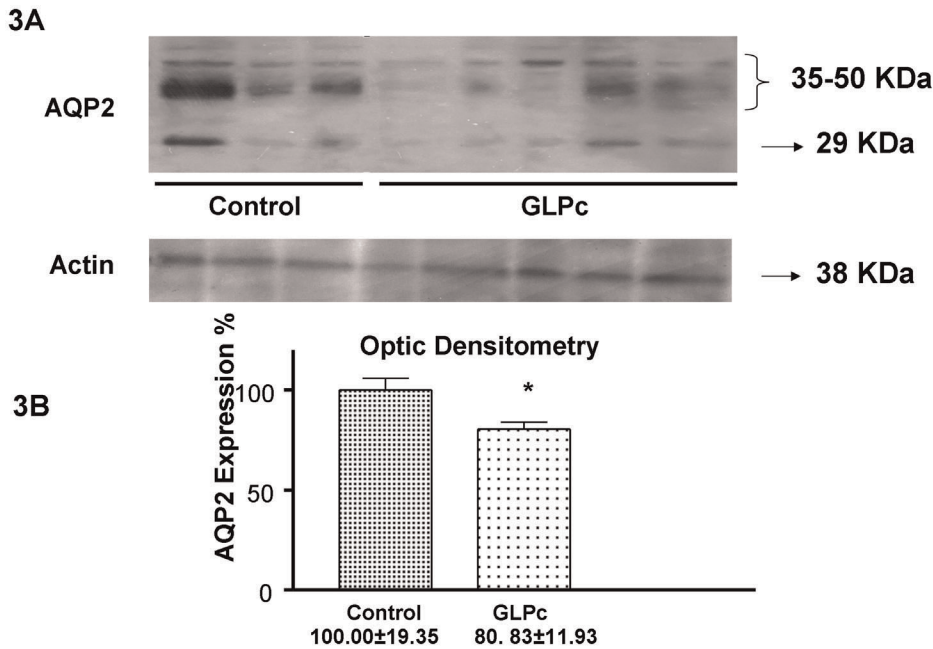 3A
AQP2
35-50 KDa
29 KDa
Control GLPc
Actin
38 KDa
3B
Optic Densitometry
AQP2 Expression %
*
100
50
0
Control GLPc
100.00±19.35 80. 83±11.93